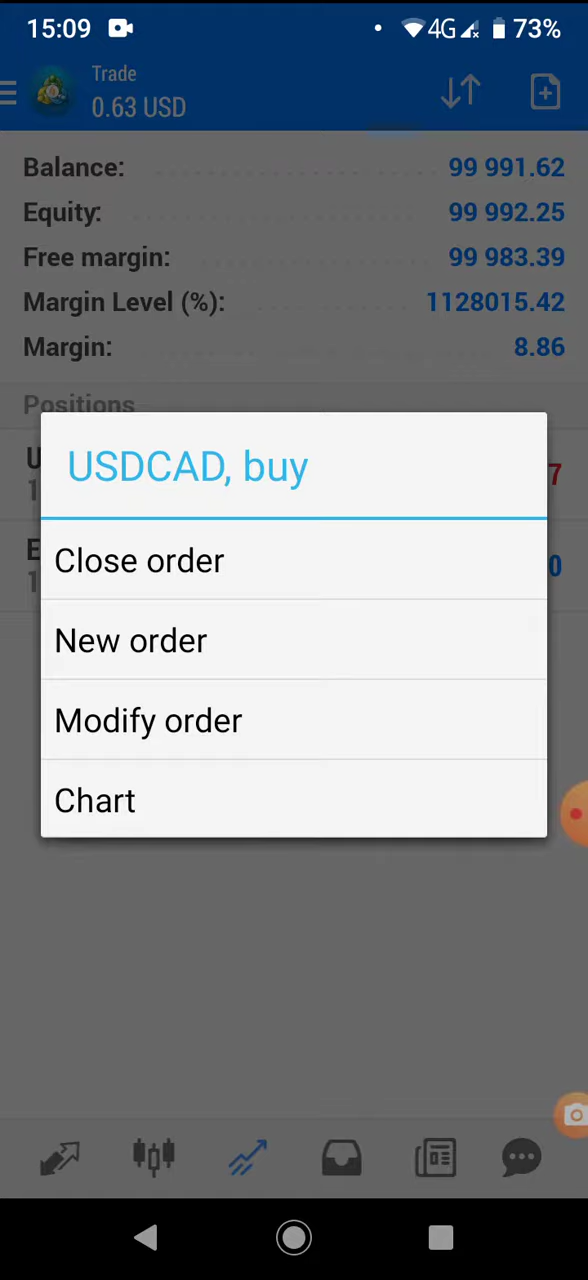 15:09 4G 73%
Trade
0.63 USD
Balance: 99 991.62
Equity: 99 992.25
Free margin: 99 983.39
Margin Level (%): 1128015.42
Margin: 8.86
Positions
USDCAD, buy
Close order
New order
Modify order
Chart